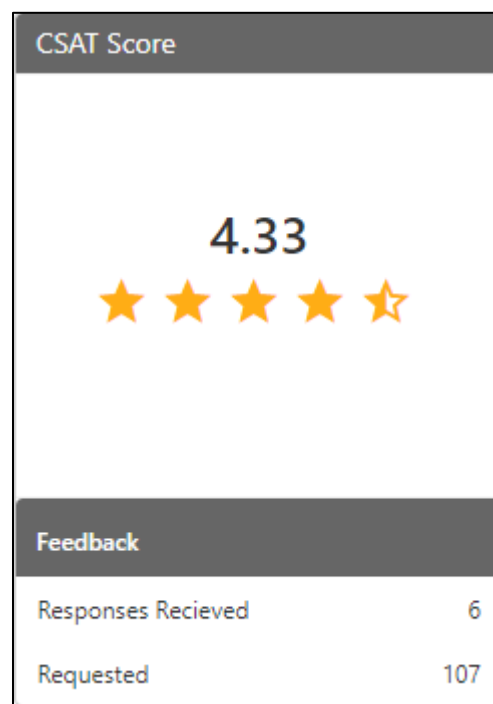 CSAT Score
4.33
Feedback
Responses Recieved 6
Requested 107